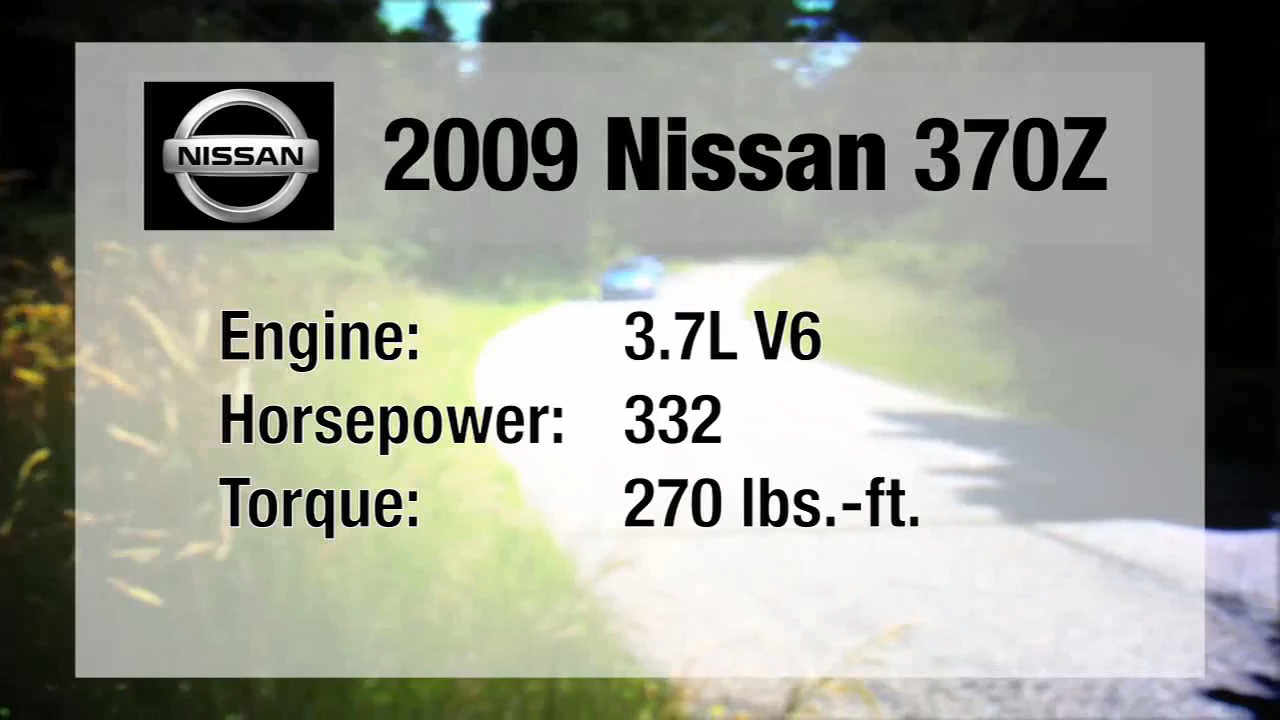 NISSAN
2009 Nissan 370Z
Engine: 3.7L V6
Horsepower: 332
Torque: 270 lbs.-ft.